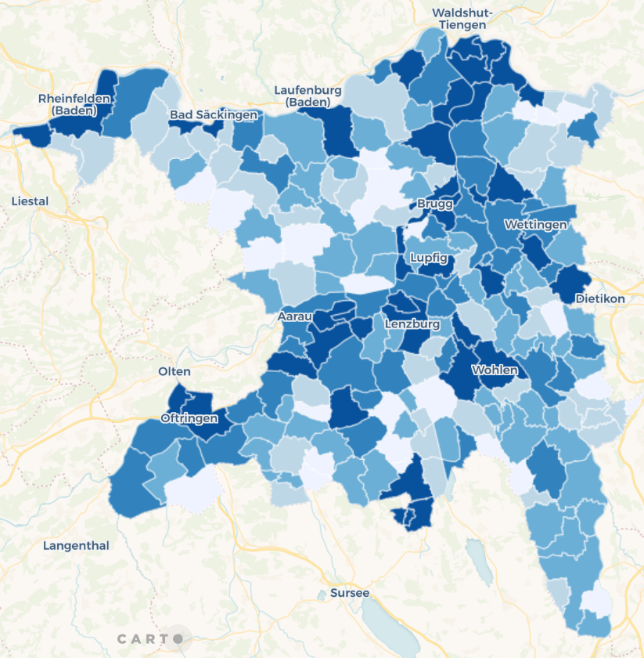 Waldshut-
Tiengen
Rheinfelden
(Baden)
Laufenburg
(Baden)
Bad Säckingen
Liestal
Brugg
Wettingen
Lupfig
Dietikon
Aarau
Lenzburg
Olten
Wohlen
Oftringen
Langenthal
Sursee
CARTO